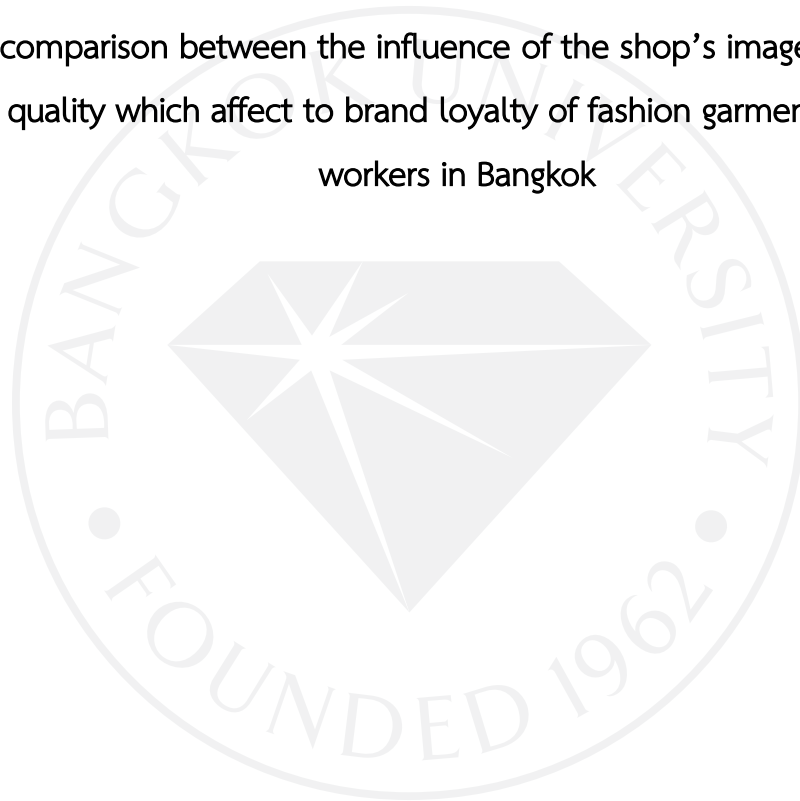 comparison between the influence of the shop’s image
quality which affect to brand loyalty of fashion garmen
workers in Bangkok
BANGKOK UNIVERSITY
FOUNDED 1962